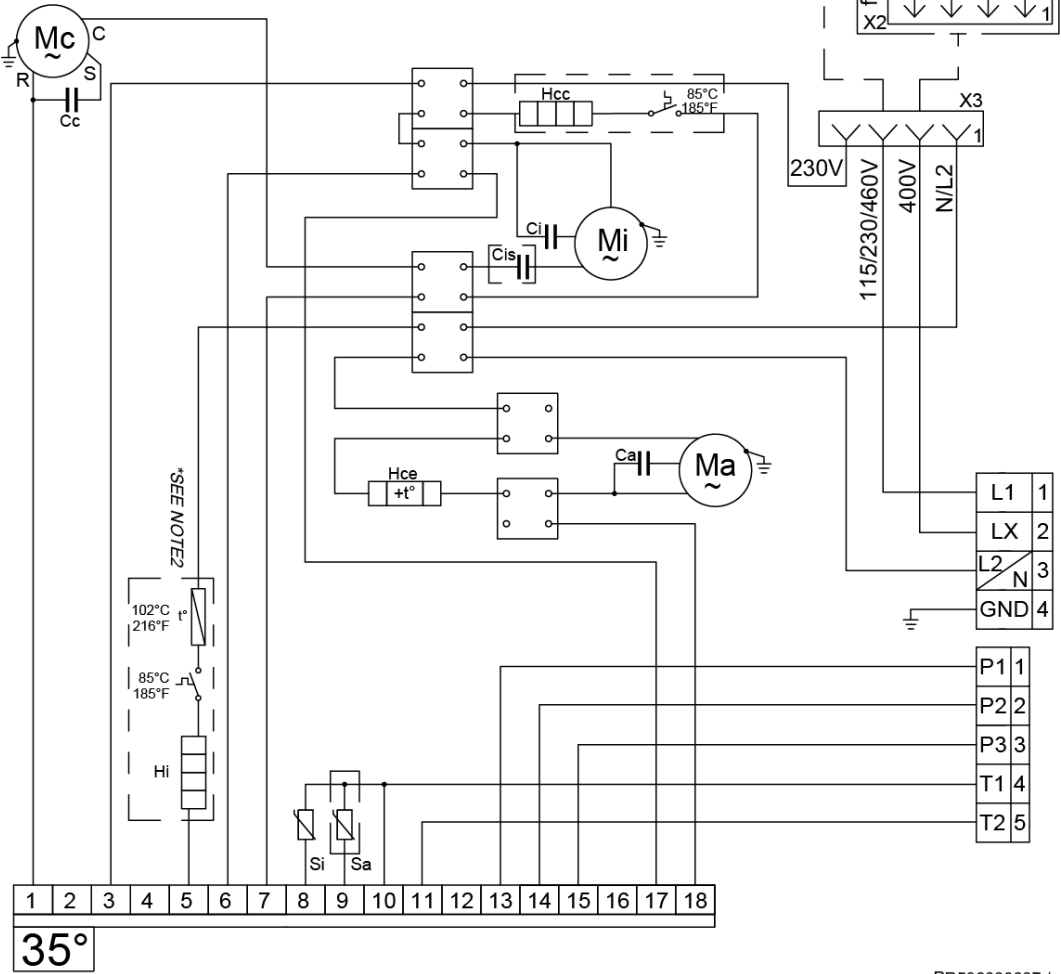 X2
1
Mc
~
C
R
S
Cc
X3
1
230V
115/230/460V
400V
N/L2
Hcc
85°C
185°F
Ci
Mi
~
Cis
Hce
+t°
Ca
Ma
~
*SEE NOTE2
102°C
216°F
t°
85°C
185°F
Hi
Si
Sa
L1 1
LX 2
L2/N 3
GND 4
P1 1
P2 2
P3 3
T1 4
T2 5
1 2 3 4 5 6 7 8 9 10 11 12 13 14 15 16 17 18
35°